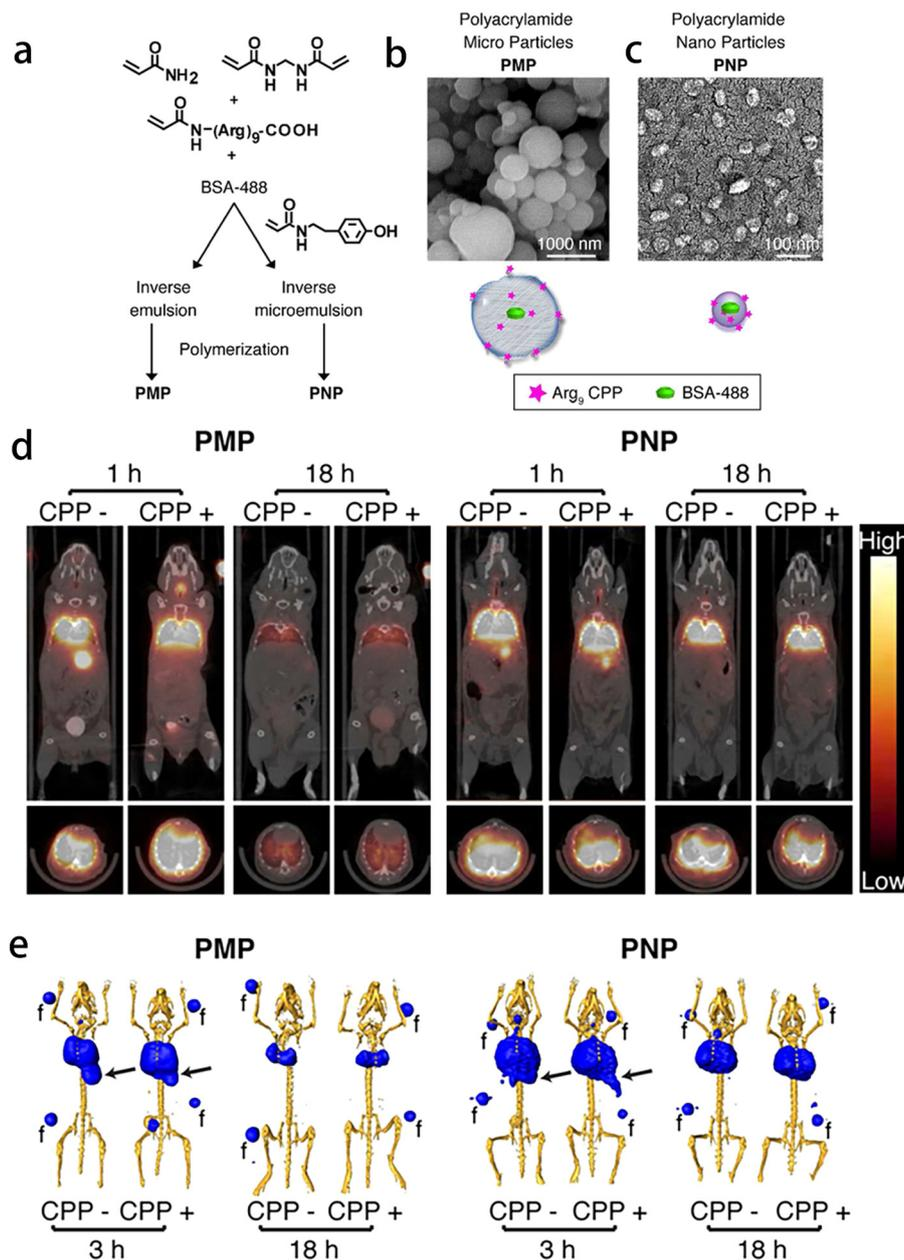 a
O
NH2
O
N
H
O
N
H
+
O
N
H
-(Arg)9-COOH
+
BSA-488
O
N
H
OH
Inverse
emulsion
Inverse
microemulsion
Polymerization
PMP
PNP
b
Polyacrylamide
Micro Particles
PMP
1000 nm
c
Polyacrylamide
Nano Particles
PNP
100 nm
Arg9 CPP
BSA-488
d
PMP
PNP
1 h
18 h
1 h
18 h
CPP -
CPP +
CPP -
CPP +
CPP -
CPP +
CPP -
CPP +
High
Low
e
PMP
PNP
f
f
f
f
f
f
f
f
f
f
f
f
f
CPP -
CPP +
CPP -
CPP +
CPP -
CPP +
CPP -
CPP +
3 h
18 h
3 h
18 h